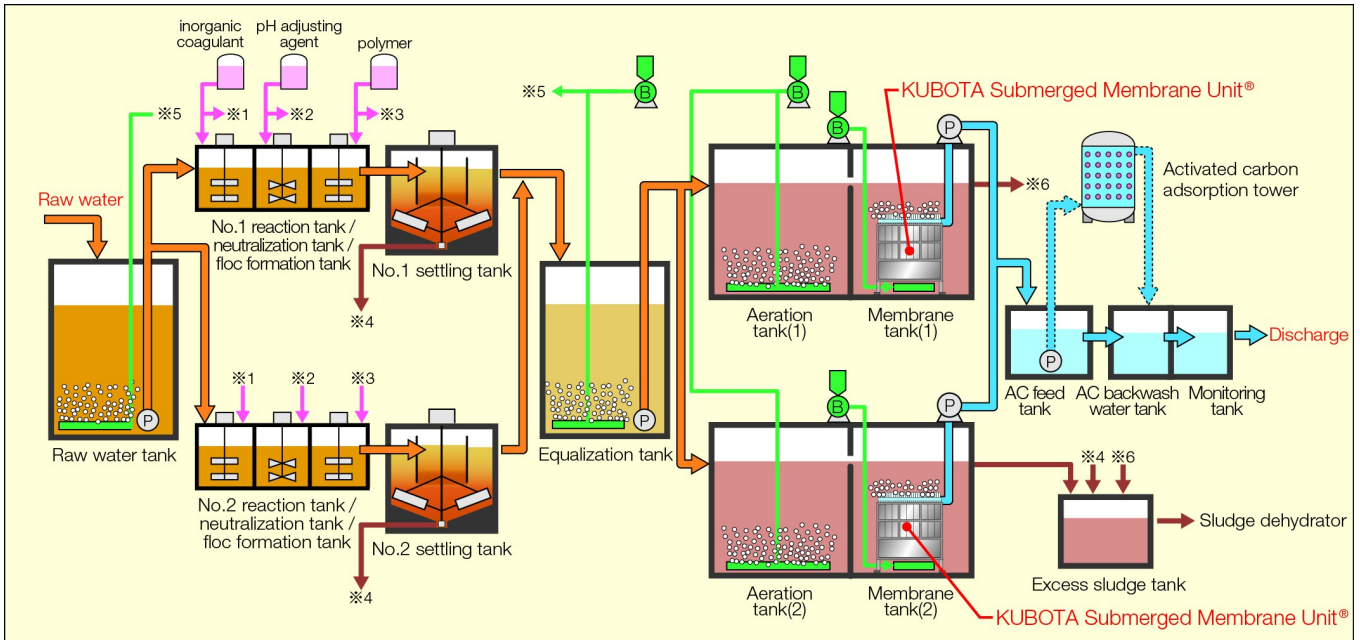 inorganic
coagulant
pH adjusting
agent
polymer
※5
※1
※2
※3
※5
B
B
B
KUBOTA Submerged Membrane Unit®
P
Raw water
No.1 reaction tank /
neutralization tank /
floc formation tank
No.1 settling tank
※4
※6
Activated carbon
adsorption tower
Aeration
tank(1)
Membrane
tank(1)
P
Discharge
AC feed
tank
AC backwash
water tank
Monitoring
tank
※1
※2
※3
P
Raw water tank
P
Equalization tank
B
P
No.2 reaction tank /
neutralization tank /
floc formation tank
No.2 settling tank
※4
※4
※6
Sludge dehydrator
Excess sludge tank
Aeration
tank(2)
Membrane
tank(2)
KUBOTA Submerged Membrane Unit®